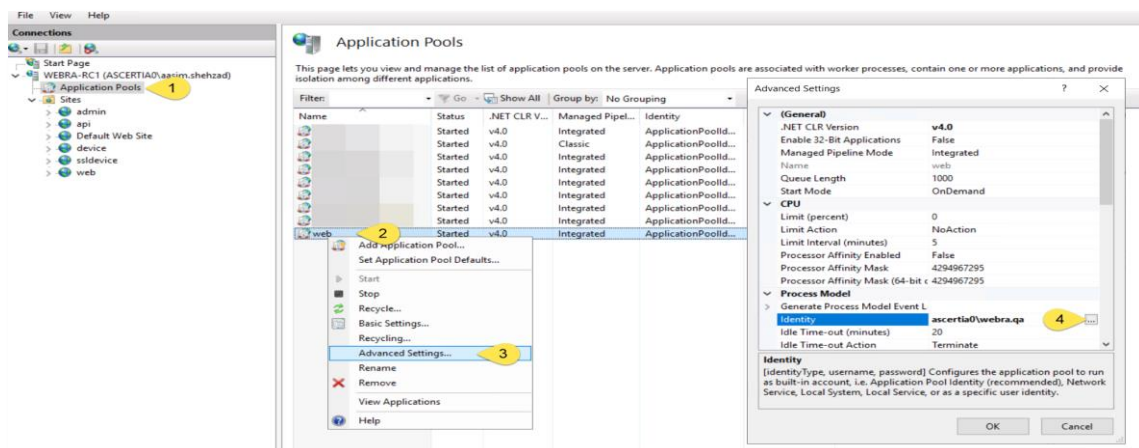 File View Help
Connections
Start Page
WEBRA-RC1 (ASCERTIA0\aasim.shehzad)
Application Pools
1
Sites
admin
api
Default Web Site
device
ssldevice
web
Application Pools
This page lets you view and manage the list of application pools on the server. Application pools are associated with worker processes, contain one or more applications, and provide
isolation among different applications.
Filter: Go Show All Group by: No Grouping
Name Status .NET CLR V... Managed Pipel... Identity
Started v4.0 Integrated ApplicationPoolId...
Started v4.0 Classic ApplicationPoolId...
Started v4.0 Integrated ApplicationPoolId...
Started v4.0 Integrated ApplicationPoolId...
Started v4.0 Integrated ApplicationPoolId...
Started v4.0 Integrated ApplicationPoolId...
Started v4.0 Integrated ApplicationPoolId...
Started v4.0 Integrated ApplicationPoolId...
web 2 Started v4.0 Integrated ApplicationPoolId...
Add Application Pool...
Set Application Pool Defaults...
Start
Stop
Recycle...
Basic Settings...
Recycling...
Advanced Settings... 3
Rename
Remove
View Applications
Help
Advanced Settings ? ×
(General)
.NET CLR Version v4.0
Enable 32-Bit Applications False
Managed Pipeline Mode Integrated
Name web
Queue Length 1000
Start Mode OnDemand
CPU
Limit (percent) 0
Limit Action NoAction
Limit Interval (minutes) 5
Processor Affinity Enabled False
Processor Affinity Mask 4294967295
Processor Affinity Mask (64-bit c 4294967295
Process Model
Generate Process Model Event L
Identity ascertia0\webra.qa 4 ...
Idle Time-out (minutes) 20
Idle Time-out Action Terminate
Identity
[identityType, username, password] Configures the application pool to run
as built-in account, i.e. Application Pool Identity (recommended), Network
Service, Local System, Local Service, or as a specific user identity.
OK Cancel